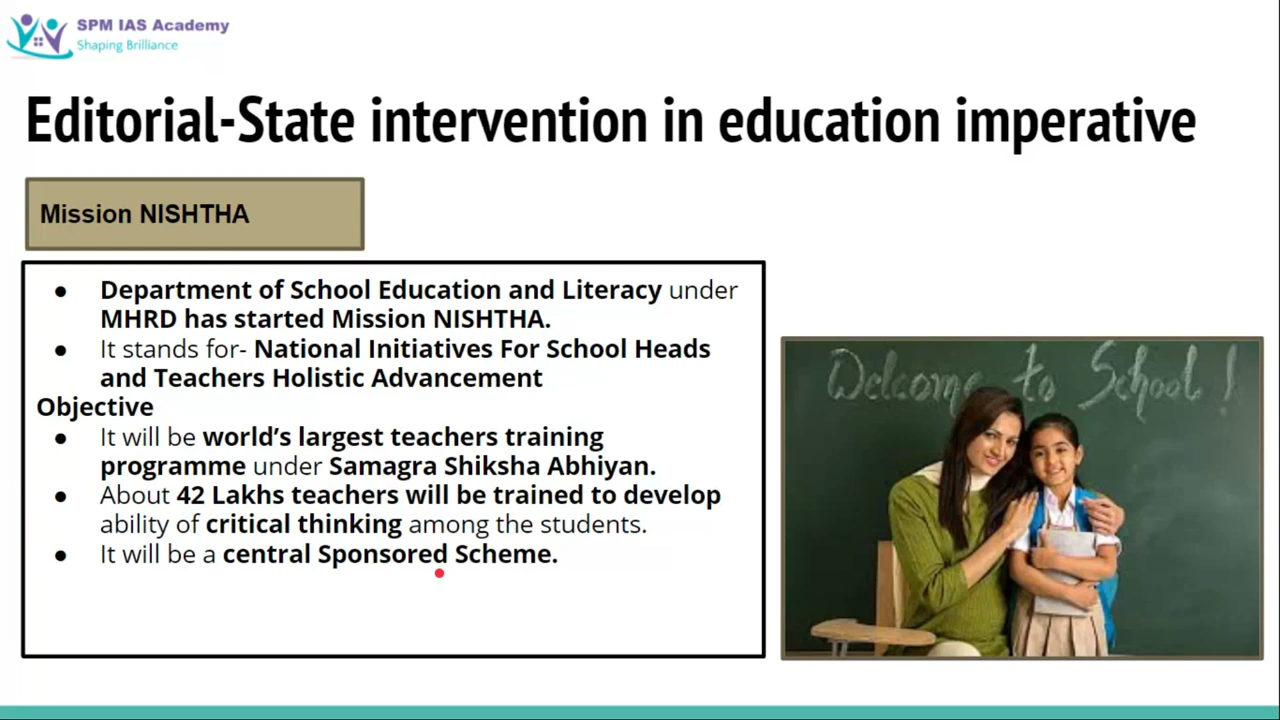 SPM IAS Academy
Shaping Brilliance
Editorial-State intervention in education imperative
Mission NISHTHA
● Department of School Education and Literacy under
MHRD has started Mission NISHTHA.
● It stands for- National Initiatives For School Heads
and Teachers Holistic Advancement
Objective
● It will be world’s largest teachers training
programme under Samagra Shiksha Abhiyan.
● About 42 Lakhs teachers will be trained to develop
ability of critical thinking among the students.
● It will be a central Sponsored Scheme.
Welcome to School !